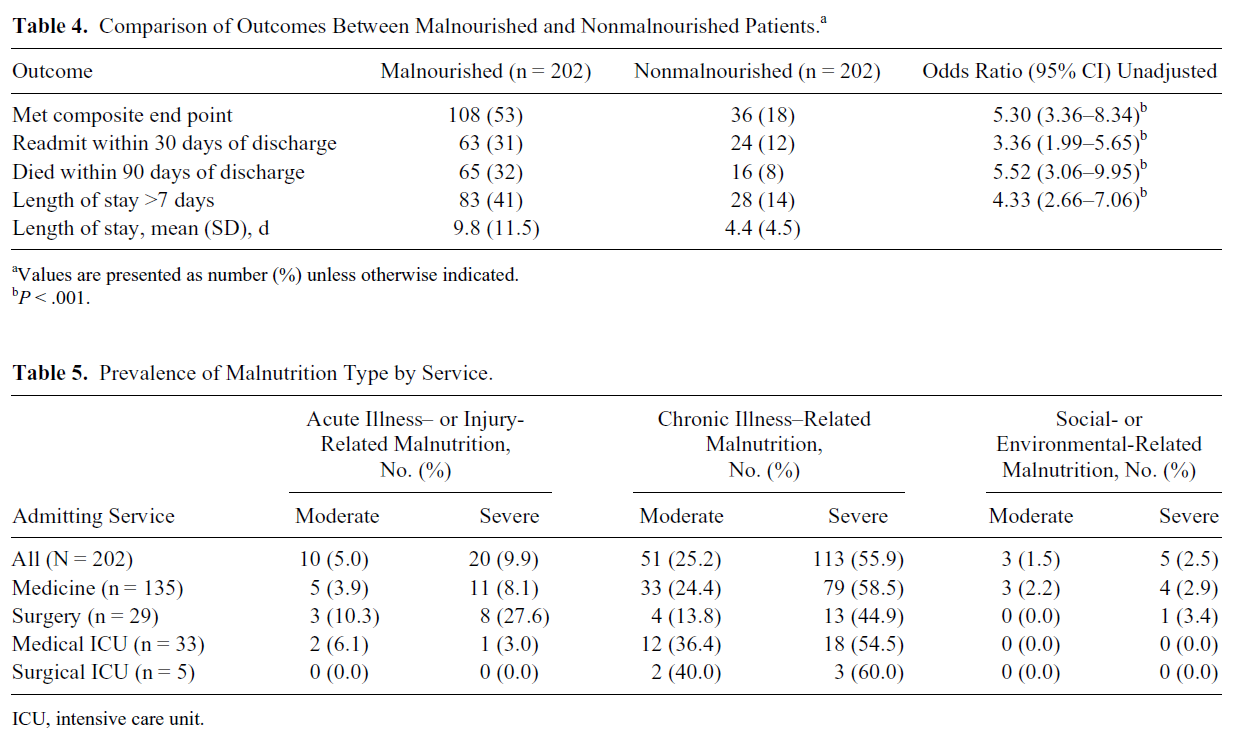 Table 4. Comparison of Outcomes Between Malnourished and Nonmalnourished Patients.a
Outcome Malnourished (n = 202) Nonmalnourished (n = 202) Odds Ratio (95% CI) Unadjusted
Met composite end point 108 (53) 36 (18) 5.30 (3.36–8.34)b
Readmit within 30 days of discharge 63 (31) 24 (12) 3.36 (1.99–5.65)b
Died within 90 days of discharge 65 (32) 16 (8) 5.52 (3.06–9.95)b
Length of stay >7 days 83 (41) 28 (14) 4.33 (2.66–7.06)b
Length of stay, mean (SD), d 9.8 (11.5) 4.4 (4.5)
aValues are presented as number (%) unless otherwise indicated.
bP < .001.
Table 5. Prevalence of Malnutrition Type by Service.
Acute Illness– or Injury-
Related Malnutrition,
No. (%)
Chronic Illness–Related
Malnutrition,
No. (%)
Social- or
Environmental-Related
Malnutrition, No. (%)
Admitting Service Moderate Severe Moderate Severe Moderate Severe
All (N = 202) 10 (5.0) 20 (9.9) 51 (25.2) 113 (55.9) 3 (1.5) 5 (2.5)
Medicine (n = 135) 5 (3.9) 11 (8.1) 33 (24.4) 79 (58.5) 3 (2.2) 4 (2.9)
Surgery (n = 29) 3 (10.3) 8 (27.6) 4 (13.8) 13 (44.9) 0 (0.0) 1 (3.4)
Medical ICU (n = 33) 2 (6.1) 1 (3.0) 12 (36.4) 18 (54.5) 0 (0.0) 0 (0.0)
Surgical ICU (n = 5) 0 (0.0) 0 (0.0) 2 (40.0) 3 (60.0) 0 (0.0) 0 (0.0)
ICU, intensive care unit.